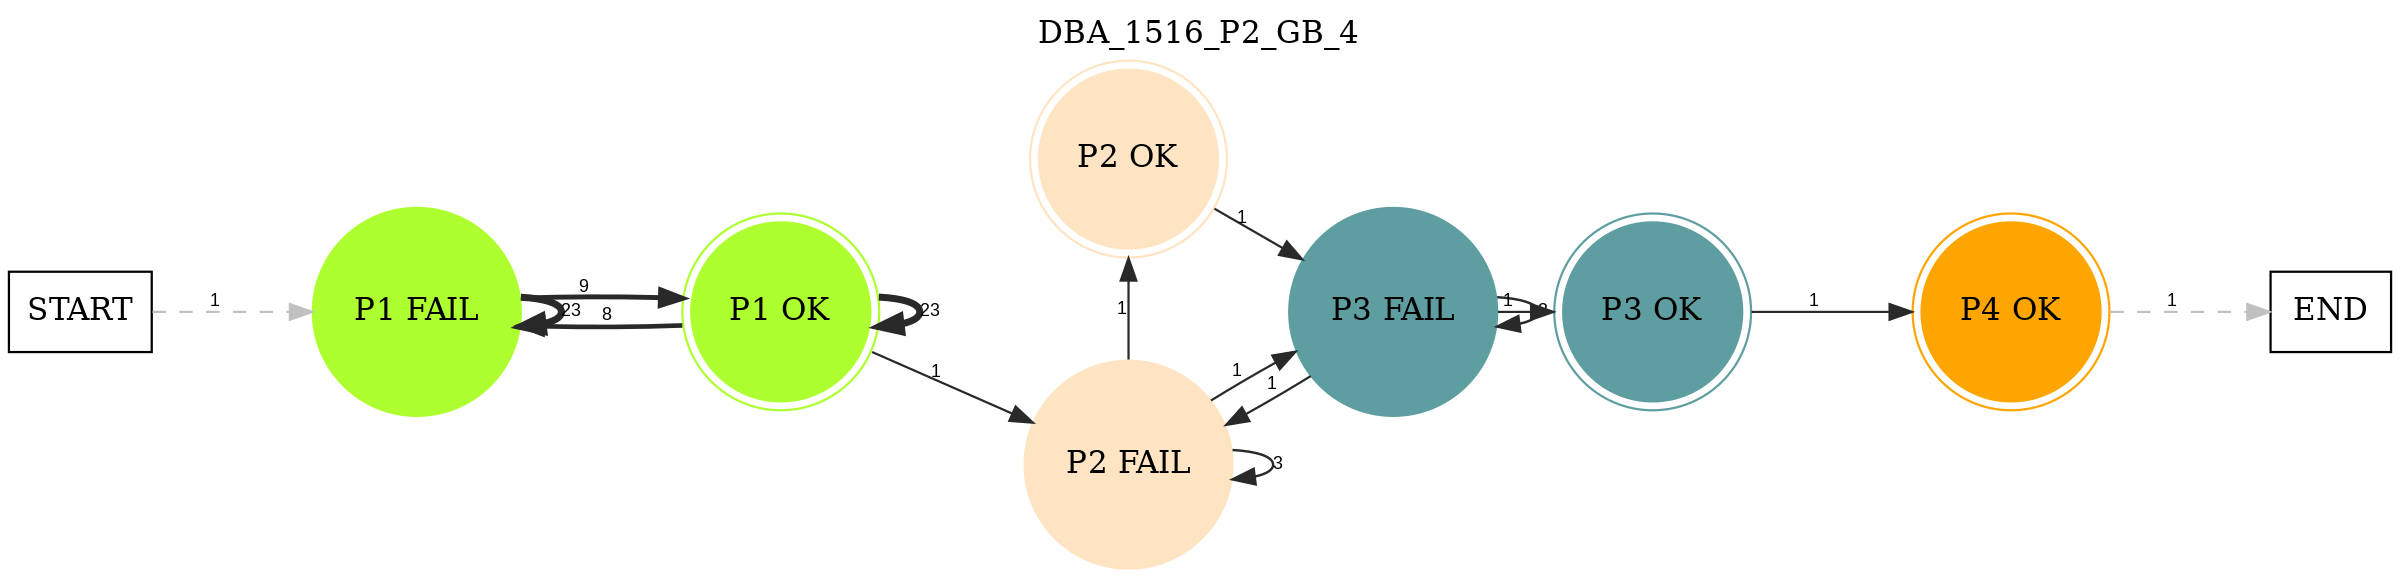 DBA_1516_P2_GB_4
START
1
P1 FAIL
9
8
23
P1 OK
23
1
P2 OK
1
1
P2 FAIL
3
1
1
P3 FAIL
1
P3 OK
1
P4 OK
1
END